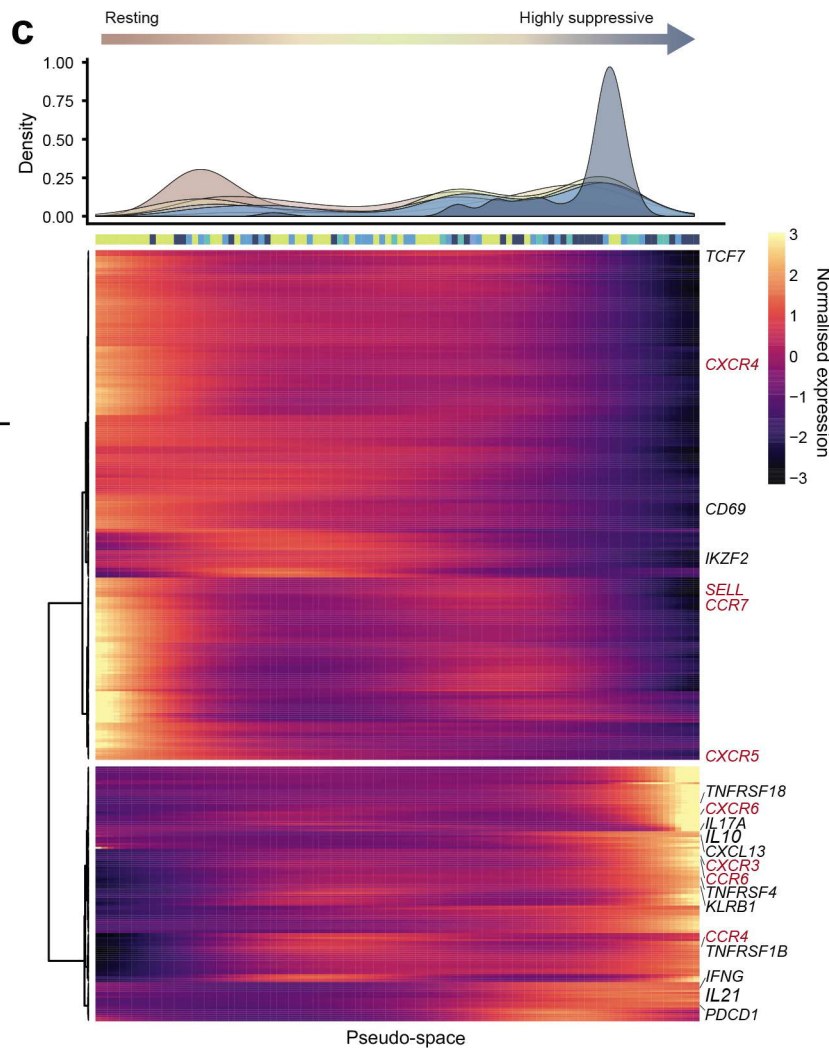 c
Resting
Highly suppressive
1.00
0.75
0.50
0.25
0.00
Density
3
2
1
0
−1
−2
−3
Normalised expression
TCF7
CXCR4
CD69
IKZF2
SELL
CCR7
CXCR5
TNFRSF18
CXCR6
IL17A
IL10
CXCL13
CXCR3
CCR6
TNFRSF4
KLRB1
CCR4
TNFRSF1B
IFNG
IL21
PDCD1
Pseudo-space